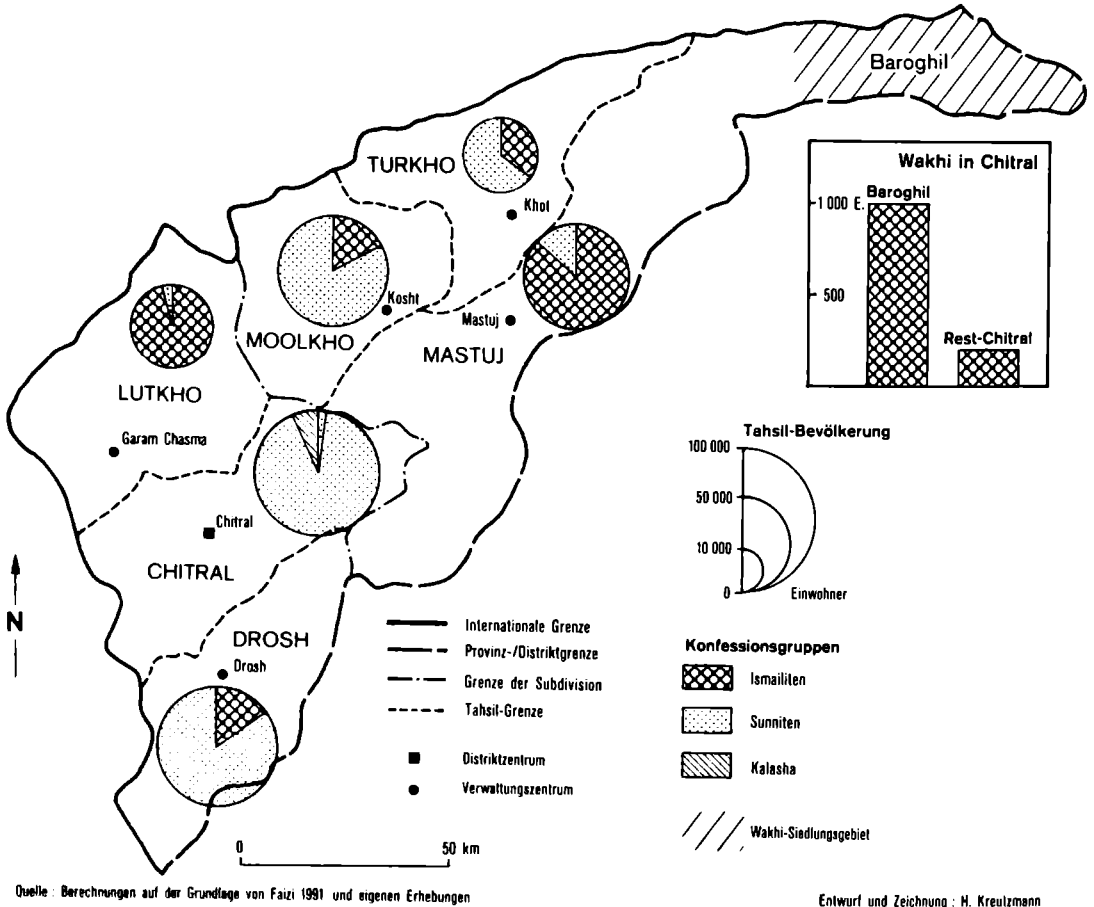 Baroghil
Wakhi in Chitral
Baroghil
1 000 E.
500
Rest-Chitral
TURKHO
Khot
Kosht
MOOLKHO
Mastuj
MASTUJ
LUTKHO
Garam Chasma
Chitral
CHITRAL
DROSH
Drosh
N
Tahsil-Bevölkerung
100 000
50 000
10 000
0
Einwohner
Internationale Grenze
Provinz-/Distriktgrenze
Grenze der Subdivision
Tahsil-Grenze
Distriktzentrum
Verwaltungszentrum
Konfessionsgruppen
Ismailiten
Sunniten
Kalasha
Wakhi-Siedlungsgebiet
0 50 km
Quelle : Berechnungen auf der Grundlage von Faizi 1991 und eigenen Erhebungen
Entwurf und Zeichnung : H. Kreutzmann